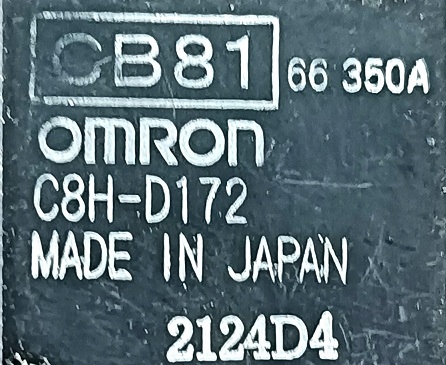 CB81 66 350A
omron
C8H-D172
MADE IN JAPAN
2124D4